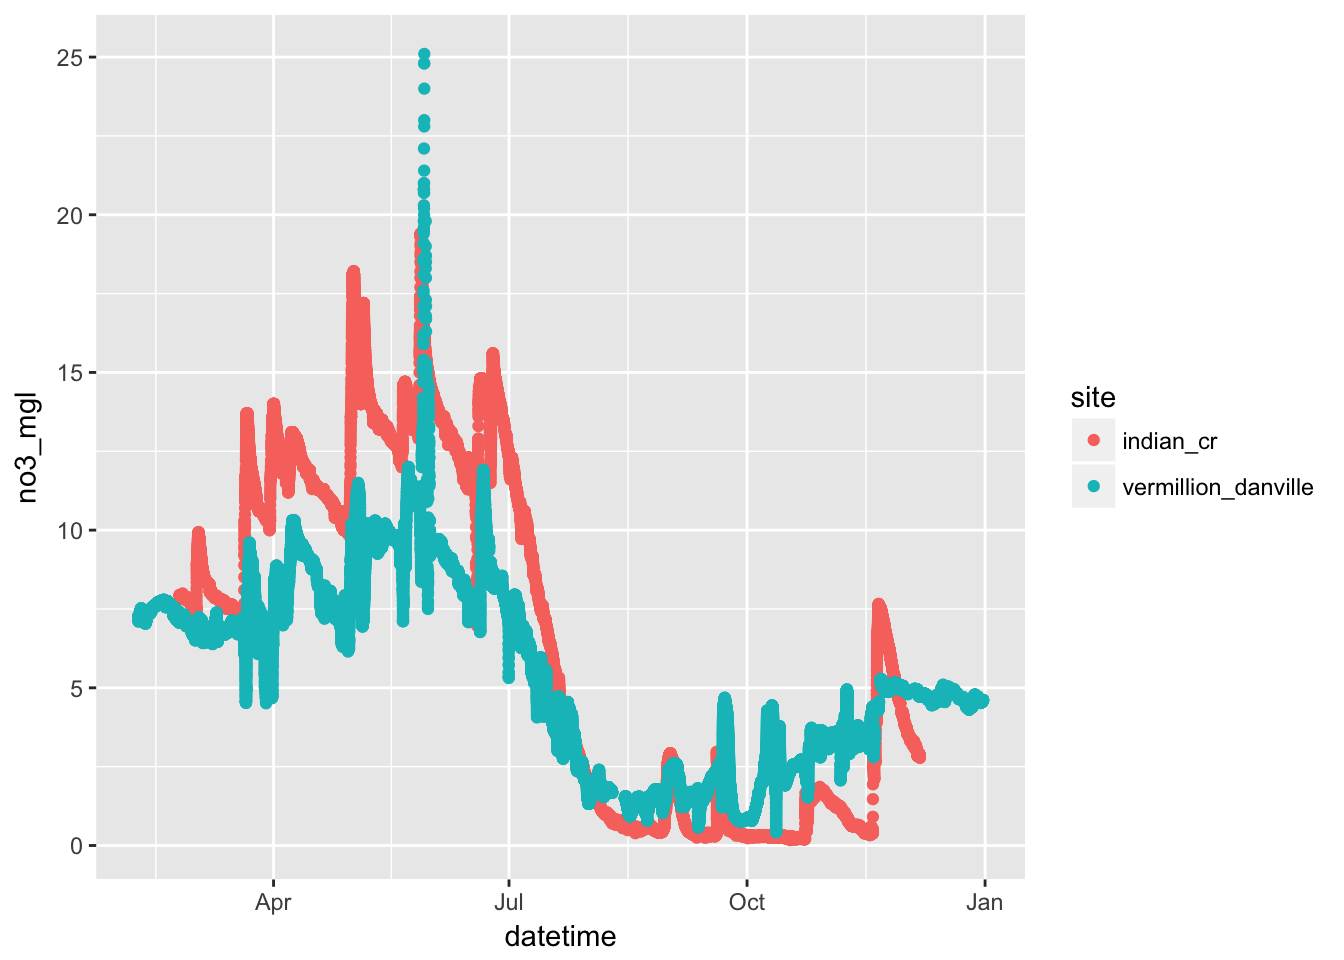 25
20
15
10
5
0
no3_mgl
Apr Jul Oct Jan
datetime
site
indian_cr
vermillion_danville